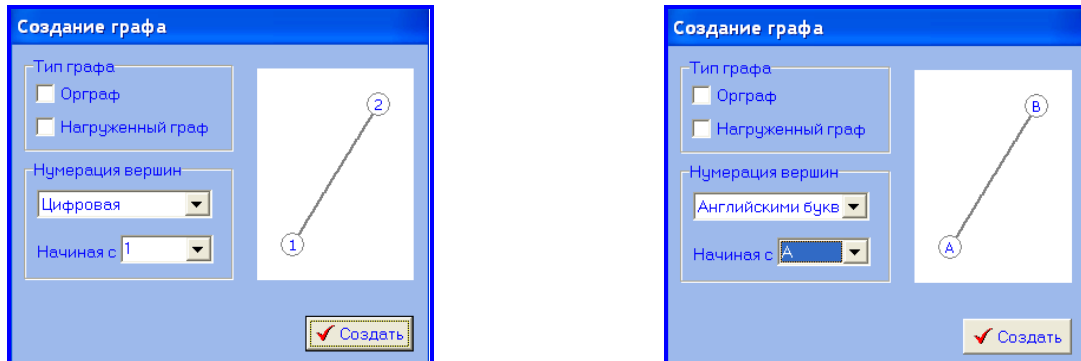 Создание графа
Тип графа
Орграф
Нагруженный граф
2
Нумерация вершин
Цифровая
Начиная с 1
1
Создать
Создание графа
Тип графа
Орграф
Нагруженный граф
B
Нумерация вершин
Английскими букв
Начиная с A
A
Создать